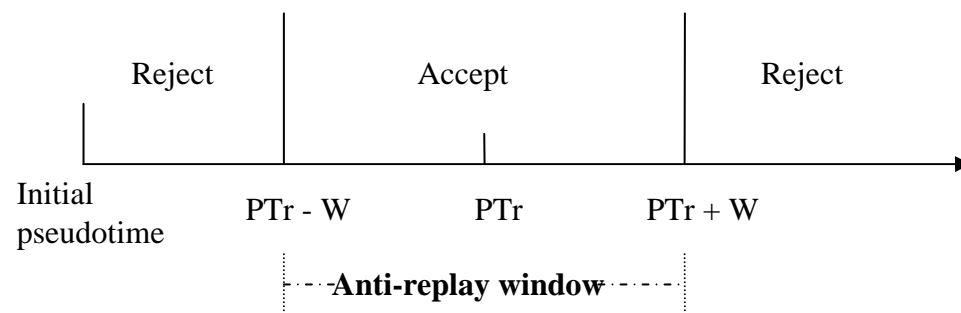 Reject Accept Reject
Initial
pseudotime
PTr - W PTr PTr + W
Anti-replay window